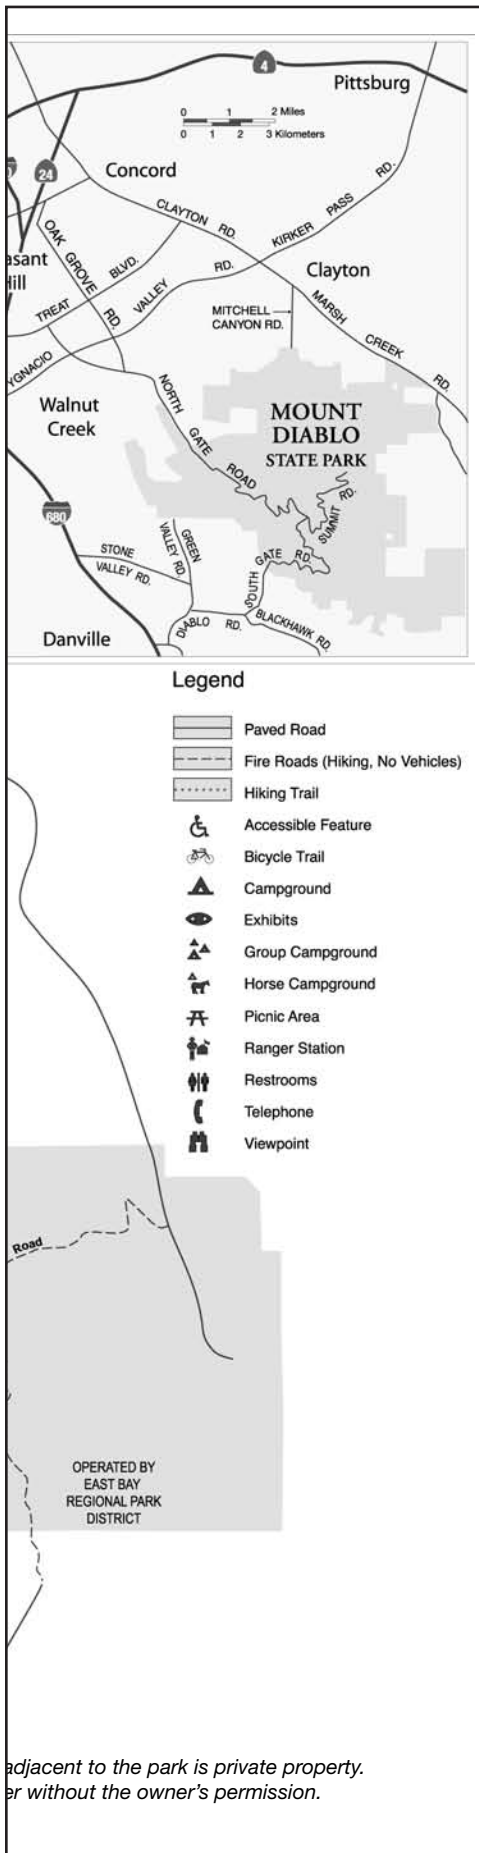 4
Pittsburg
0 1 2 Miles
0 1 2 3 Kilometers
24
Concord
CLAYTON RD.
KIRKER PASS RD.
OAK GROVE RD.
asant
Hill
TREAT BLVD.
YGNACIO VALLEY RD.
Clayton
MITCHELL
CANYON RD.
MARSH CREEK RD.
Walnut
Creek
NORTH GATE ROAD
MOUNT
DIABLO
STATE PARK
SUMMIT RD.
680
STONE
VALLEY RD.
GREEN
VALLEY RD.
SOUTH GATE RD.
DIABLO RD.
BLACKHAWK RD.
Danville
Legend
Paved Road
Fire Roads (Hiking, No Vehicles)
Hiking Trail
Accessible Feature
Bicycle Trail
Campground
Exhibits
Group Campground
Horse Campground
Picnic Area
Ranger Station
Restrooms
Telephone
Viewpoint
Road
OPERATED BY
EAST BAY
REGIONAL PARK
DISTRICT
adjacent to the park is private property.
er without the owner's permission.